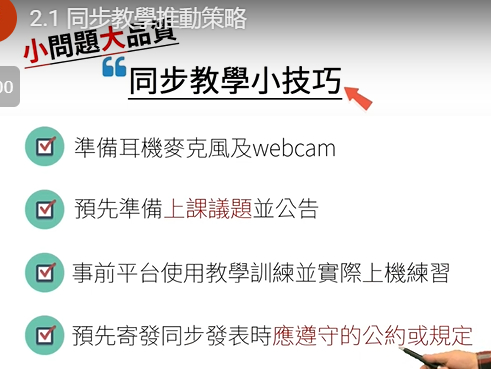 2.1 同步教學推動策略
小問題大品質
同步教學小技巧
準備耳機麥克風及webcam
預先準備上課議題並公告
事前平台使用教學訓練並實際上機練習
預先寄發同步發表時應遵守的公約或規定